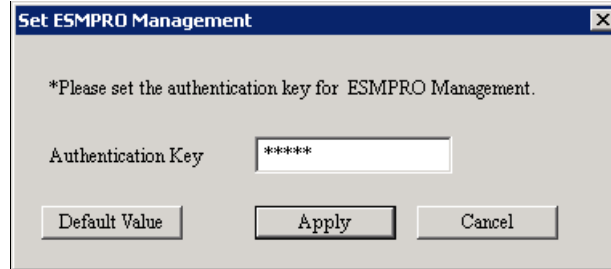 Set ESMPRO Management
*Please set the authentication key for ESMPRO Management.
Authentication Key *****
Default Value Apply Cancel